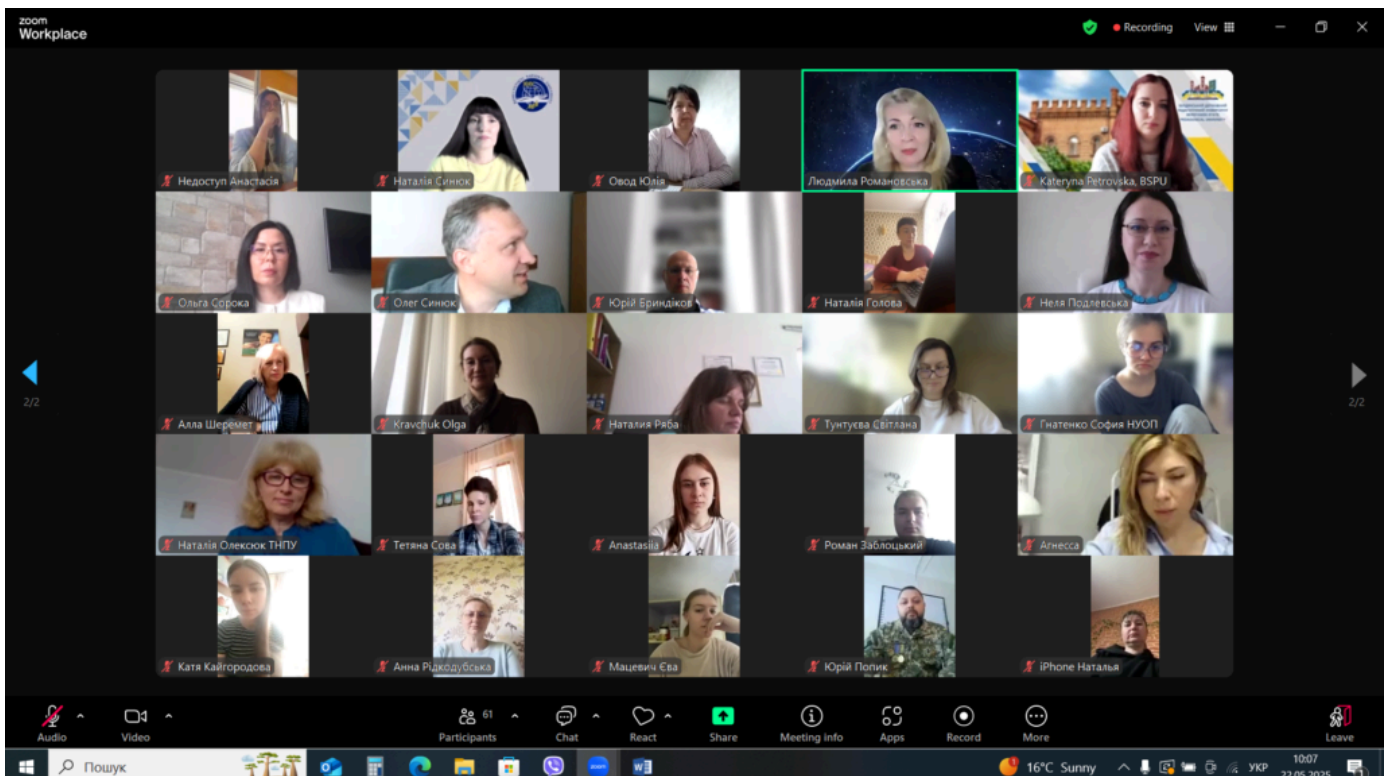 zoom
Workplace
Recording
View
Недоступ Анастасія
Наталія Синюк
Овод Юлія
Людмила Романовська
Kateryna Petrovska, BSPU
Ольга Сорока
Олег Синюк
Юрій Бриндіков
Наталія Голова
Неля Подлевська
2/2
2/2
Алла Шеремет
Kravchuk Olga
Наталия Ряба
Тунтуєва Світлана
Гнатенко София НУОП
Наталія Олексюк ТНПУ
Тетяна Сова
Anastasiia
Роман Заблоцький
Агнесса
Катя Кайгородова
Анна Рідкодубська
Мацевич Єва
Юрій Попик
iPhone Наталья
61
Audio
Video
Participants
Chat
React
Share
Meeting info
Apps
Record
More
Leave
Пошук
zoom
W
16°C Sunny
УКР
10:07
22.05.2025